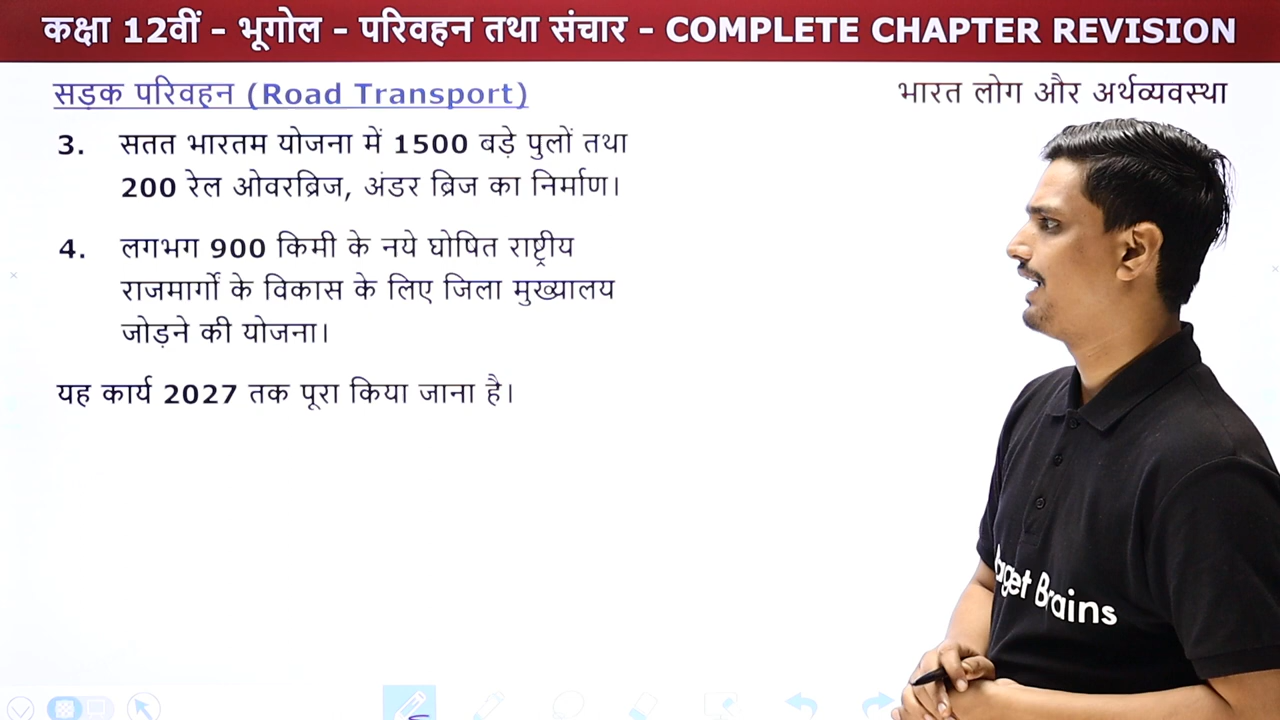 कक्षा 12वीं - भूगोल - परिवहन तथा संचार - COMPLETE CHAPTER REVISION
सड़क परिवहन (Road Transport)
भारत लोग और अर्थव्यवस्था
3. सतत भारतम योजना में 1500 बड़े पुलों तथा
200 रेल ओवरब्रिज, अंडर ब्रिज का निर्माण।
4. लगभग 900 किमी के नये घोषित राष्ट्रीय
राजमार्गों के विकास के लिए जिला मुख्यालय
जोड़ने की योजना।
यह कार्य 2027 तक पूरा किया जाना है।
Brains